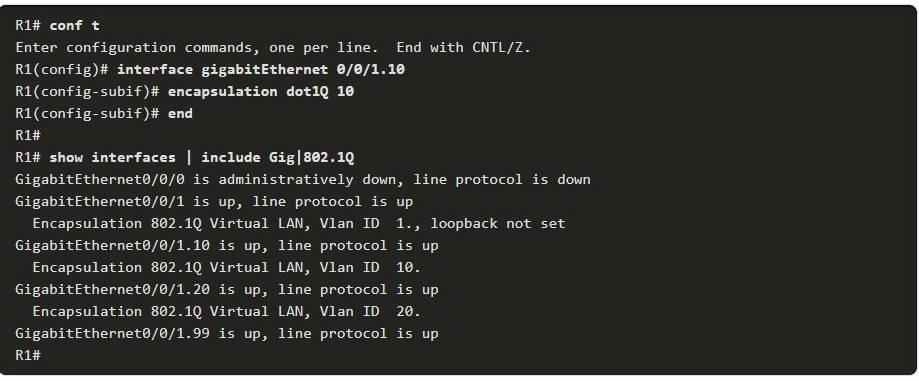 R1# conf t
Enter configuration commands, one per line.  End with CNTL/Z.
R1(config)# interface gigabitEthernet 0/0/1.10
R1(config-subif)# encapsulation dot1Q 10
R1(config-subif)# end
R1#
R1# show interfaces | include Gig|802.1Q
GigabitEthernet0/0/0 is administratively down, line protocol is down
GigabitEthernet0/0/1 is up, line protocol is up
  Encapsulation 802.1Q Virtual LAN, Vlan ID  1., loopback not set
GigabitEthernet0/0/1.10 is up, line protocol is up
  Encapsulation 802.1Q Virtual LAN, Vlan ID  10.
GigabitEthernet0/0/1.20 is up, line protocol is up
  Encapsulation 802.1Q Virtual LAN, Vlan ID  20.
GigabitEthernet0/0/1.99 is up, line protocol is up
R1#